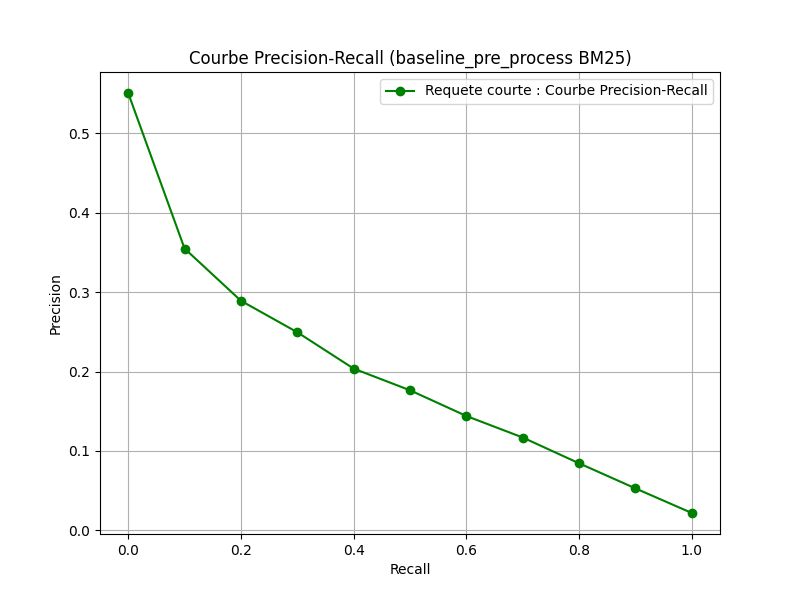 Courbe Precision-Recall (baseline_pre_process BM25)
Requete courte : Courbe Precision-Recall
0.5
0.4
0.3
0.2
0.1
0.0
Precision
0.0 0.2 0.4 0.6 0.8 1.0
Recall